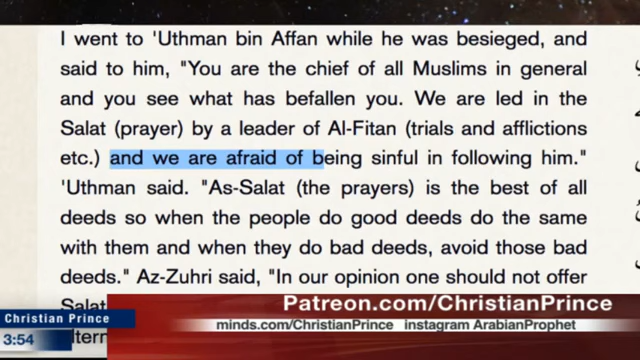 I went to 'Uthman bin Affan while he was besieged, and
said to him, "You are the chief of all Muslims in general
and you see what has befallen you. We are led in the
Salat (prayer) by a leader of Al-Fitan (trials and afflictions
etc.) and we are afraid of being sinful in following him."
'Uthman said. "As-Salat (the prayers) is the best of all
deeds so when the people do good deeds do the same
with them and when they do bad deeds, avoid those bad
deeds." Az-Zuhri said, "In our opinion one should not offer
Salat
Patreon.com/ChristianPrince
Christian Prince
minds.com/ChristianPrince instagram ArabianProphet
3:54